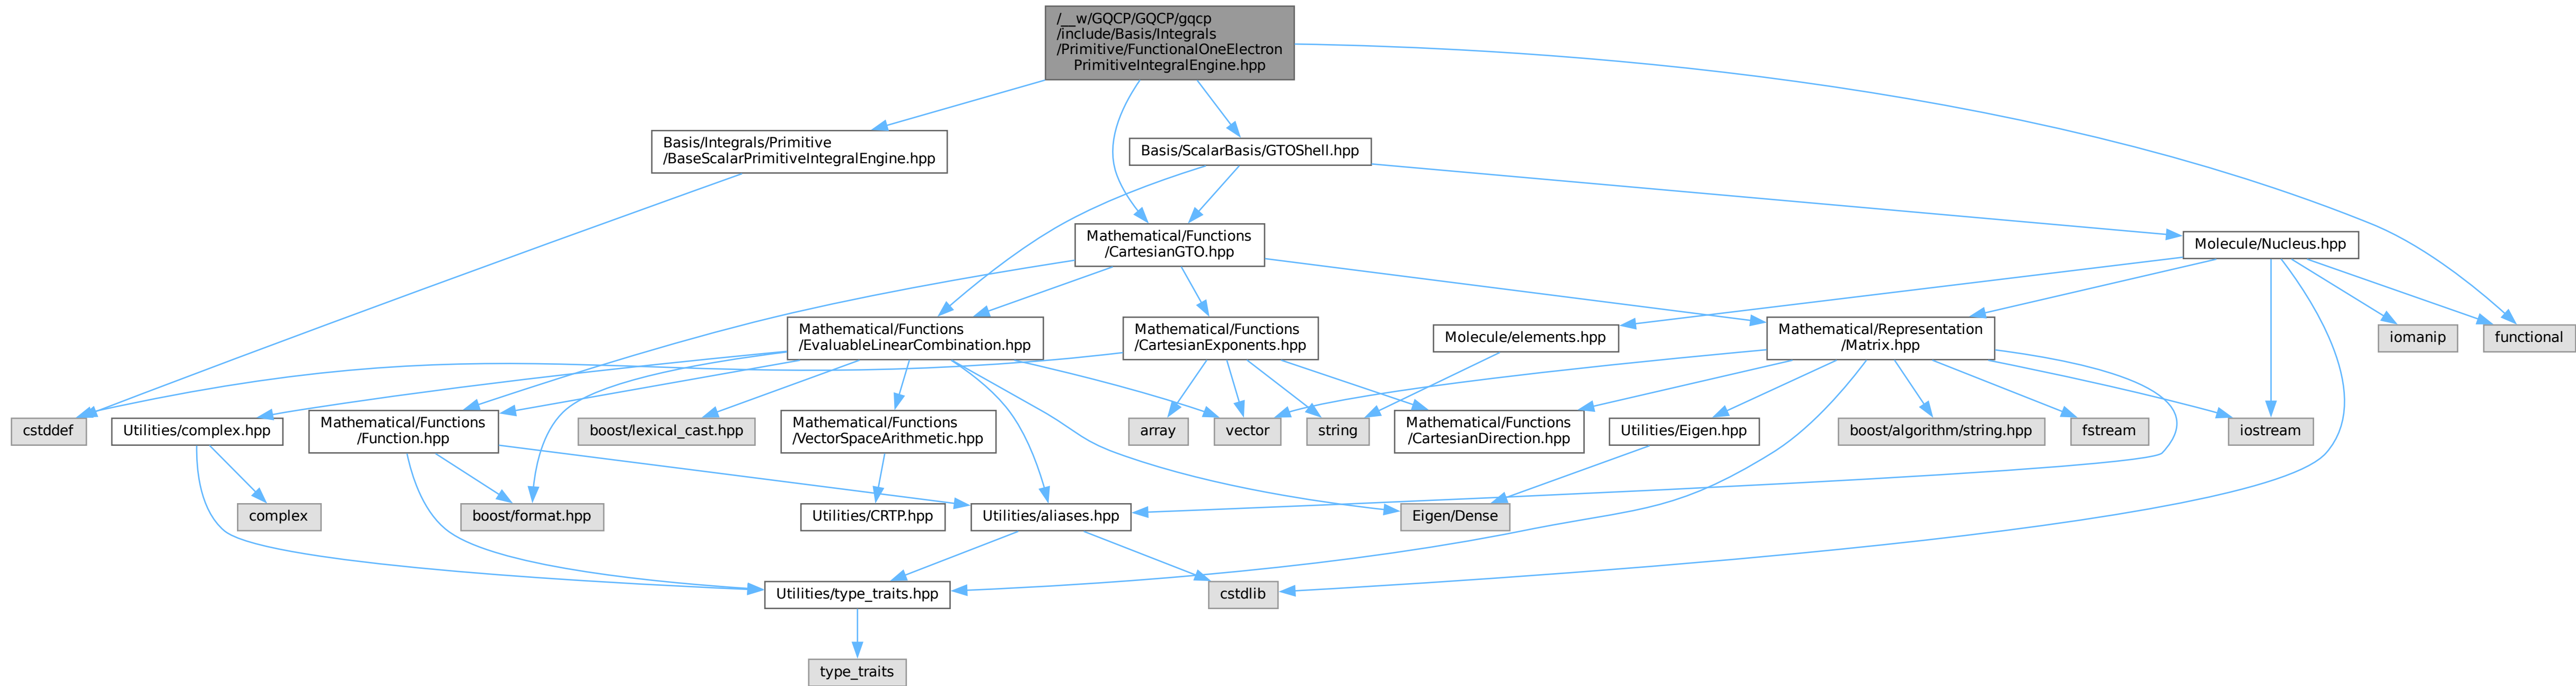 /__w/GQCP/GQCP/gqcp
/include/Basis/Integrals
/Primitive/FunctionalOneElectron
PrimitiveIntegralEngine.hpp
Basis/Integrals/Primitive
/BaseScalarPrimitiveIntegralEngine.hpp
Basis/ScalarBasis/GTOShell.hpp
Mathematical/Functions
/CartesianGTO.hpp
Molecule/Nucleus.hpp
Mathematical/Functions
/EvaluableLinearCombination.hpp
Mathematical/Functions
/CartesianExponents.hpp
Molecule/elements.hpp
Mathematical/Representation
/Matrix.hpp
iomanip
functional
cstddef
Utilities/complex.hpp
Mathematical/Functions
/Function.hpp
boost/lexical_cast.hpp
Mathematical/Functions
/VectorSpaceArithmetic.hpp
array
vector
string
Mathematical/Functions
/CartesianDirection.hpp
Utilities/Eigen.hpp
boost/algorithm/string.hpp
fstream
iostream
complex
boost/format.hpp
Utilities/CRTP.hpp
Utilities/aliases.hpp
Eigen/Dense
Utilities/type_traits.hpp
cstdlib
type_traits